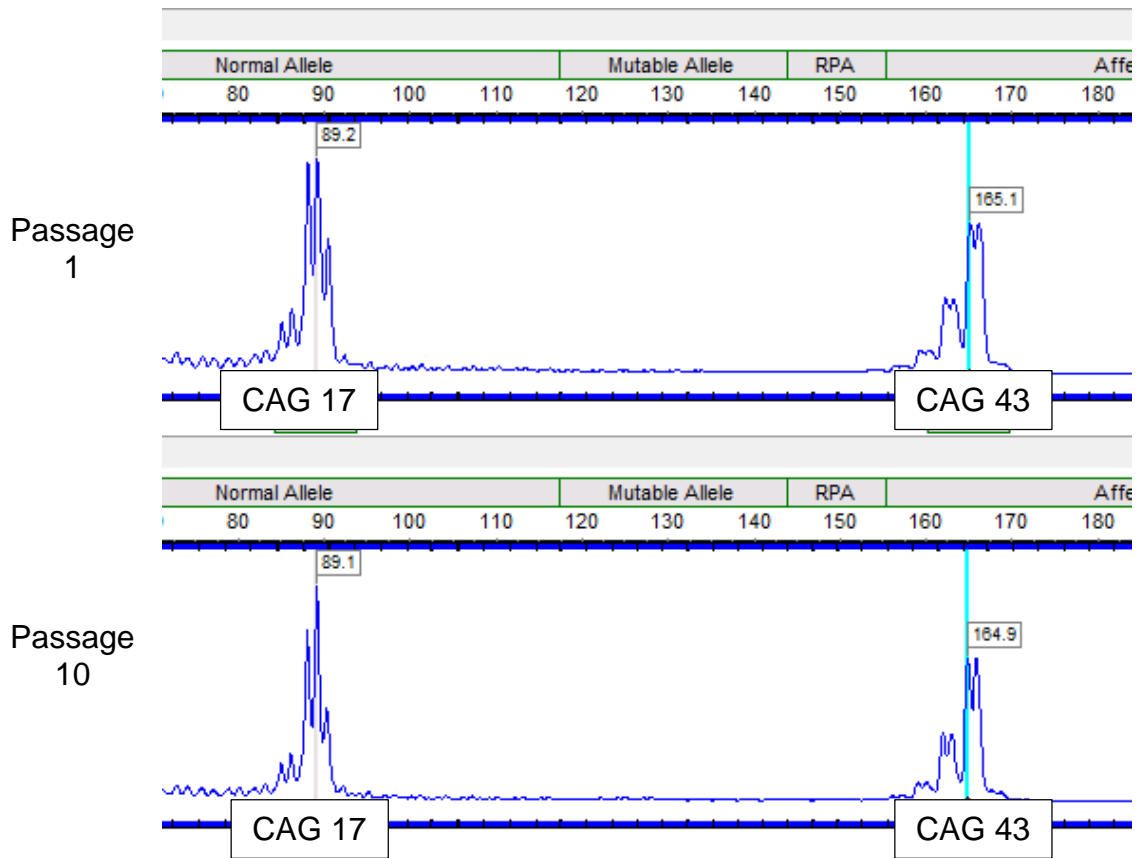 Normal Allele Mutable Allele RPA Affe
80 90 100 110 120 130 140 150 160 170 180
89.2
165.1
Passage
1
CAG 17 CAG 43
Normal Allele Mutable Allele RPA Affe
80 90 100 110 120 130 140 150 160 170 180
89.1
164.9
Passage
10
CAG 17 CAG 43